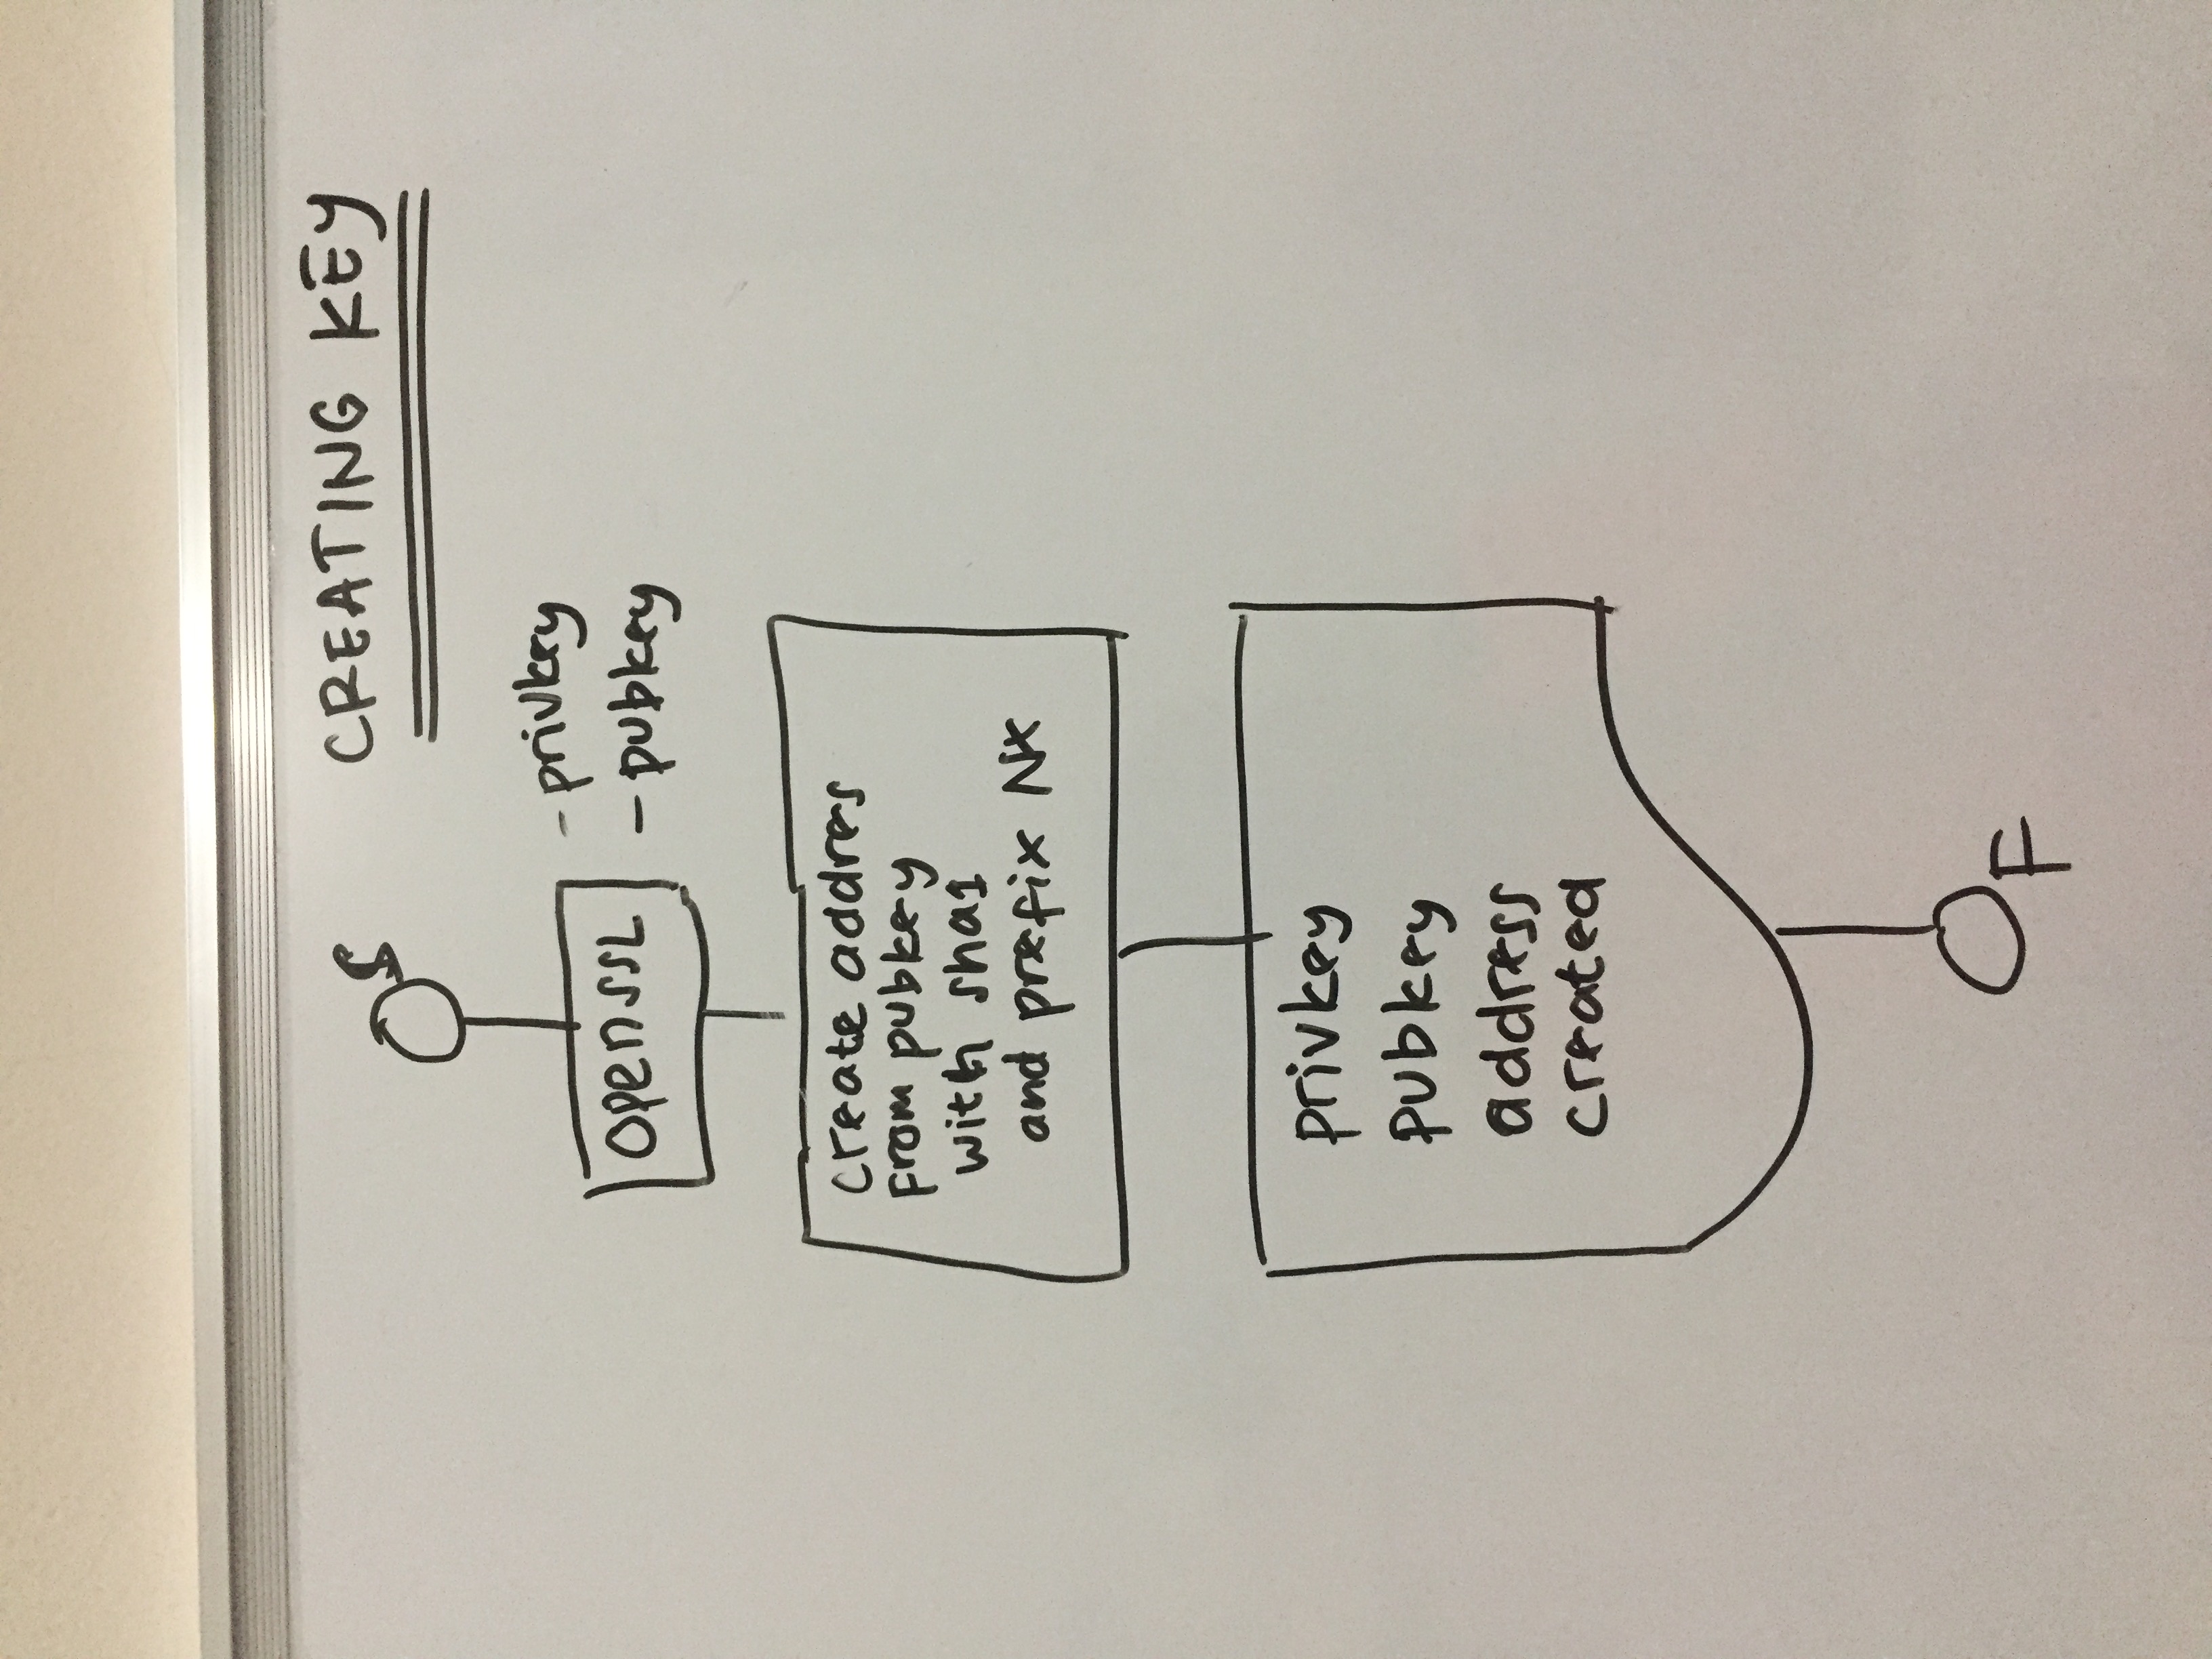 S
CREATING KEY
openSSL
- privkey
- pubkey
create addres
from pubkey
with sha1
and prefix Nx
privkey
pubkey
address
created
F